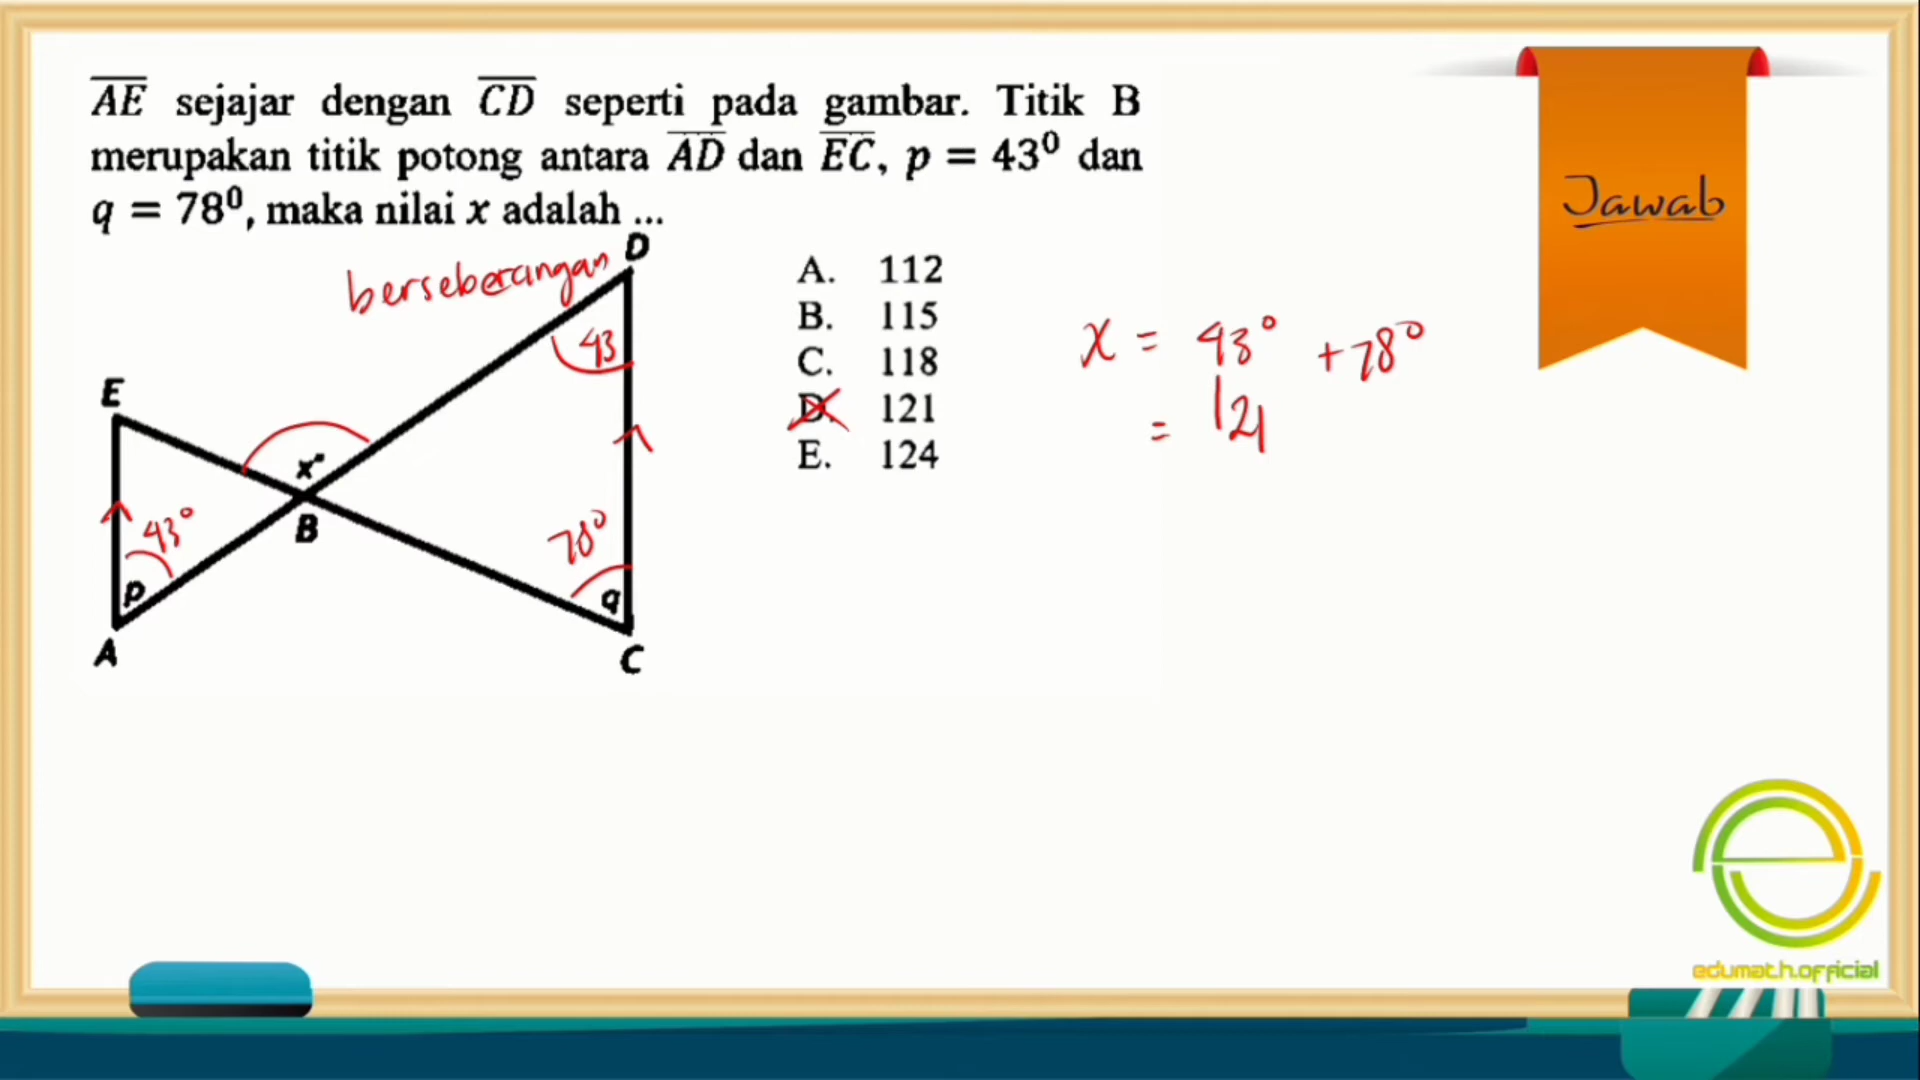 AE sejajar dengan CD seperti pada gambar. Titik B
merupakan titik potong antara AD dan EC, p = 43⁰ dan
q = 78⁰, maka nilai x adalah ...
Jawab
D
berseberangan
43
E
x°
B
43°
p
A
78°
q
C
A. 112
B. 115
C. 118
D. 121
E. 124
x = 43° + 78°
= 121
edumath.official